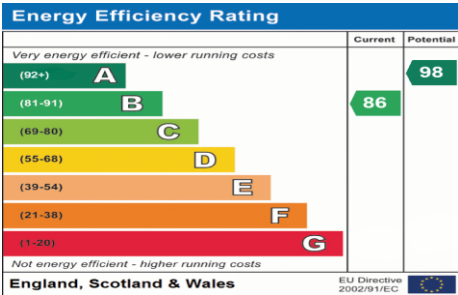 Energy Efficiency Rating
Current Potential
Very energy efficient - lower running costs
(92+) A 98
(81-91) B 86
(69-80) C
(55-68) D
(39-54) E
(21-38) F
(1-20) G
Not energy efficient - higher running costs
England, Scotland & Wales
EU Directive
2002/91/EC